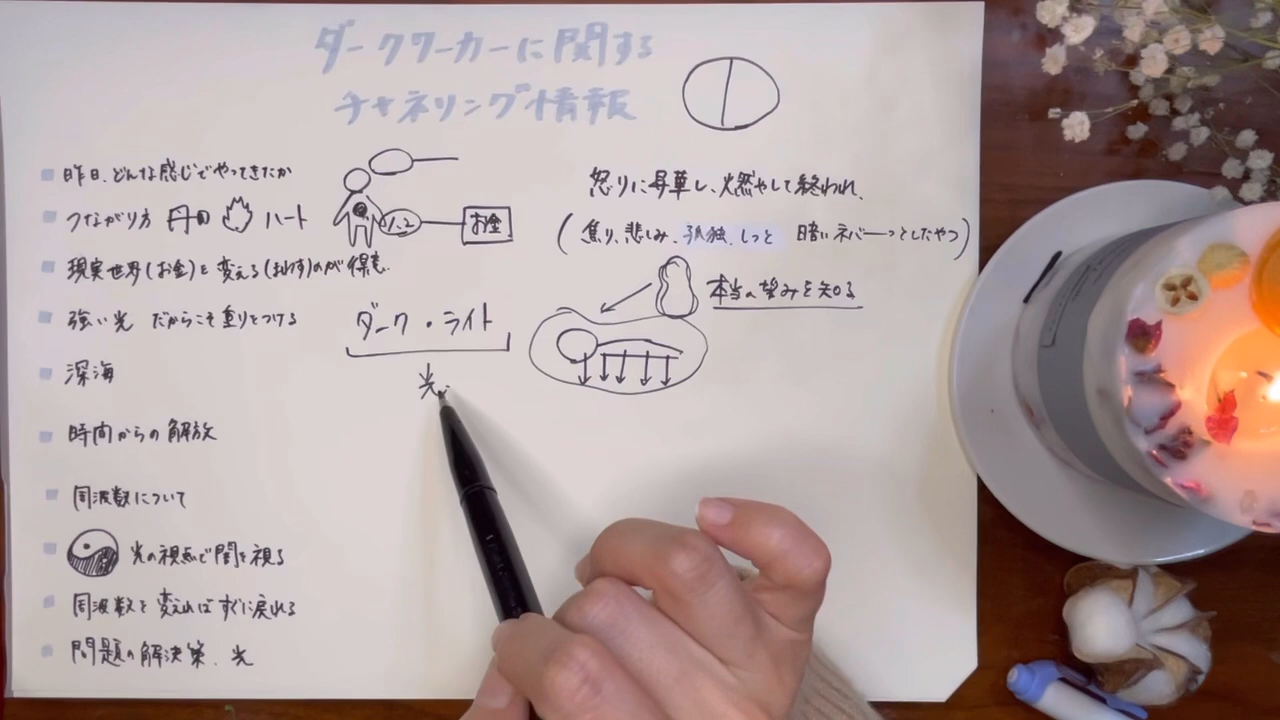 ダークワーカーに関する
チャネリング情報
昨日、どんな感じでやってきたか
つながり方 丹田 ハート
1、2
お金
現実世界(お金)を変える(おとす)のが得意.
強い光 だからこそ重りをつける
深海
時間からの解放
周波数について
光の視点で闇を視る
周波数を変えればすぐに戻れる
問題の解決策、光
ダーク・ライト
光
怒りに昇華し、燃やして終われ、
(焦り、悲しみ、孤独、しっと 暗いネバーっとしたやつ)
本当の望みを知る